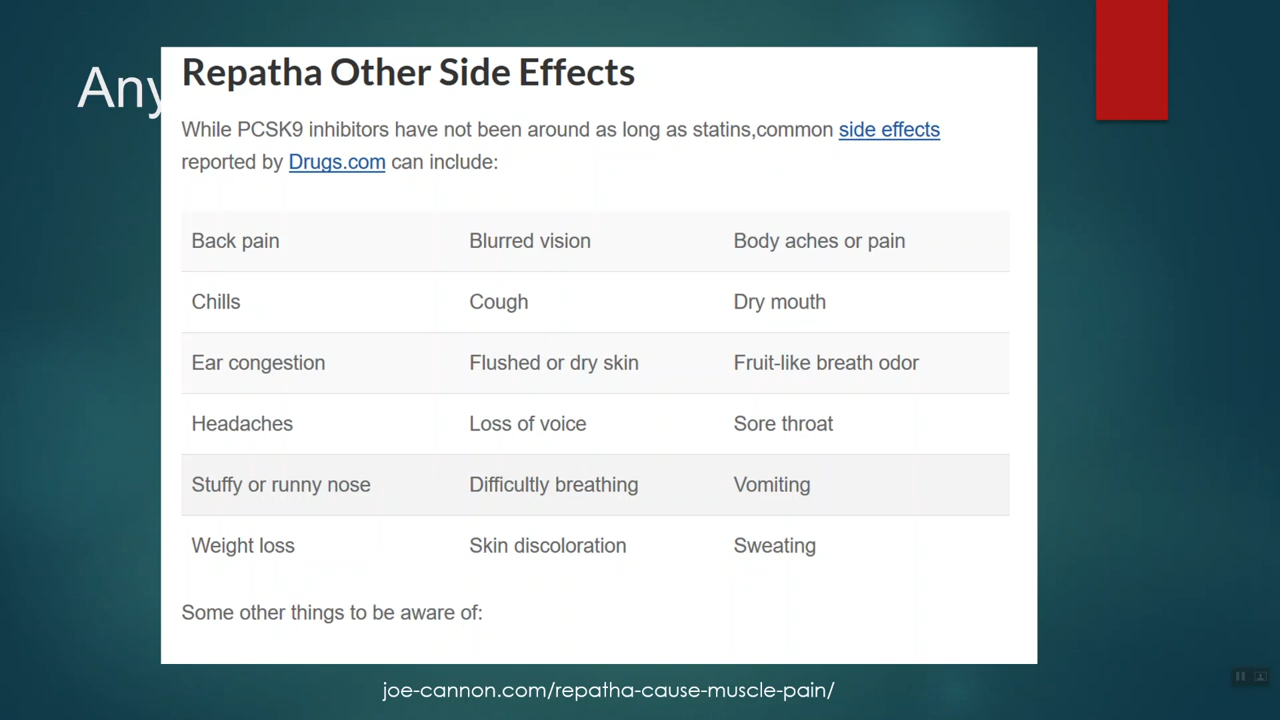 Any
Repatha Other Side Effects
While PCSK9 inhibitors have not been around as long as statins,common side effects
reported by Drugs.com can include:
Back pain Blurred vision Body aches or pain
Chills Cough Dry mouth
Ear congestion Flushed or dry skin Fruit-like breath odor
Headaches Loss of voice Sore throat
Stuffy or runny nose Difficultly breathing Vomiting
Weight loss Skin discoloration Sweating
Some other things to be aware of:
joe-cannon.com/repatha-cause-muscle-pain/